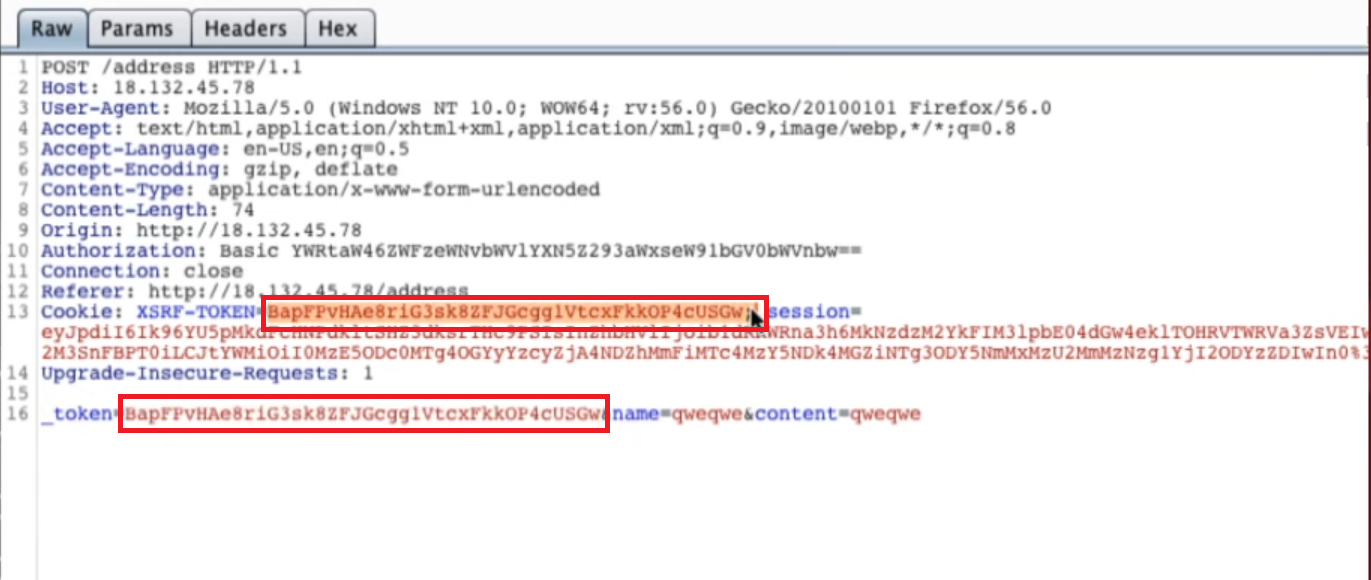 Raw Params Headers Hex
1 POST /address HTTP/1.1
2 Host: 18.132.45.78
3 User-Agent: Mozilla/5.0 (Windows NT 10.0; WOW64; rv:56.0) Gecko/20100101 Firefox/56.0
4 Accept: text/html,application/xhtml+xml,application/xml;q=0.9,image/webp,*/*;q=0.8
5 Accept-Language: en-US,en;q=0.5
6 Accept-Encoding: gzip, deflate
7 Content-Type: application/x-www-form-urlencoded
8 Content-Length: 74
9 Origin: http://18.132.45.78
10 Authorization: Basic YWRtaW46ZWFzeWNvbWVlYXN5Z293aWxseW91bGV0bWVnbw==
11 Connection: close
12 Referer: http://18.132.45.78/address
13 Cookie: XSRF-TOKEN=BapFPvHAe8riG3sk8ZFJGcgg1VtcxFkkOP4cUSGw; session=
14 Upgrade-Insecure-Requests: 1
15
16 _token=BapFPvHAe8riG3sk8ZFJGcgg1VtcxFkkOP4cUSGw&name=qweqwe&content=qweqwe